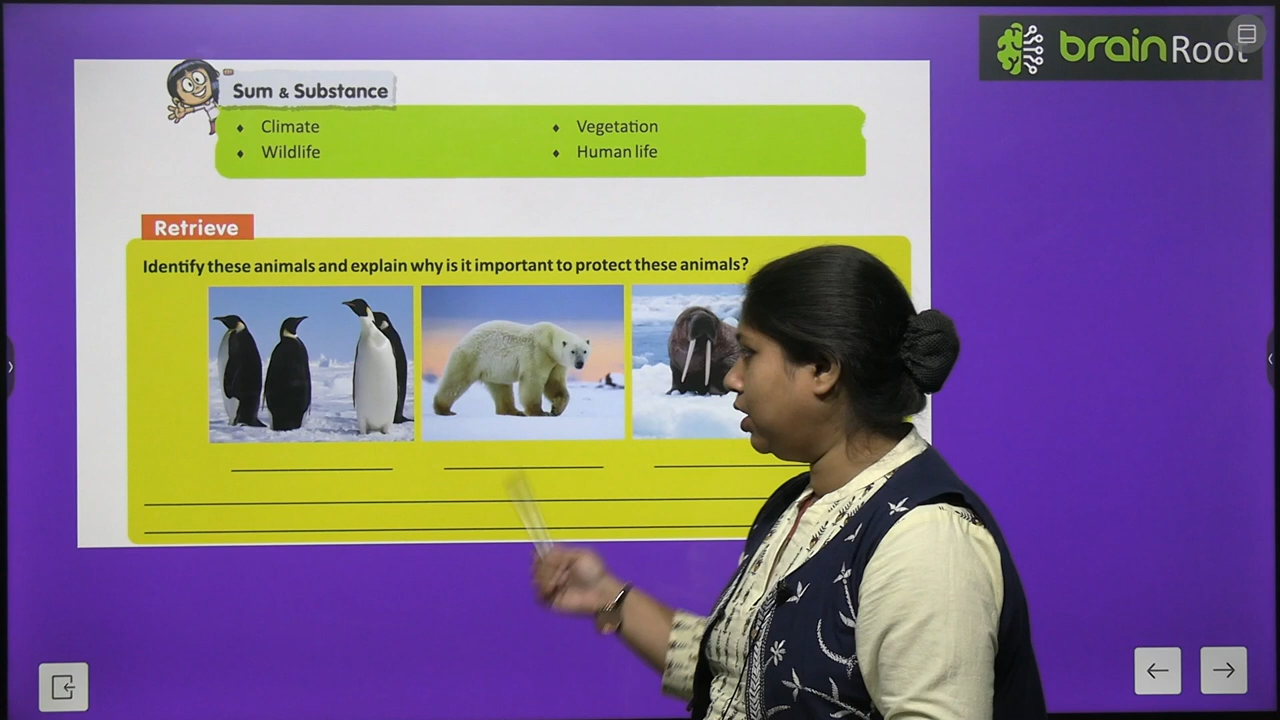 brainRoot
Sum & Substance
Climate
Wildlife
Vegetation
Human life
Retrieve
Identify these animals and explain why is it important to protect these animals?